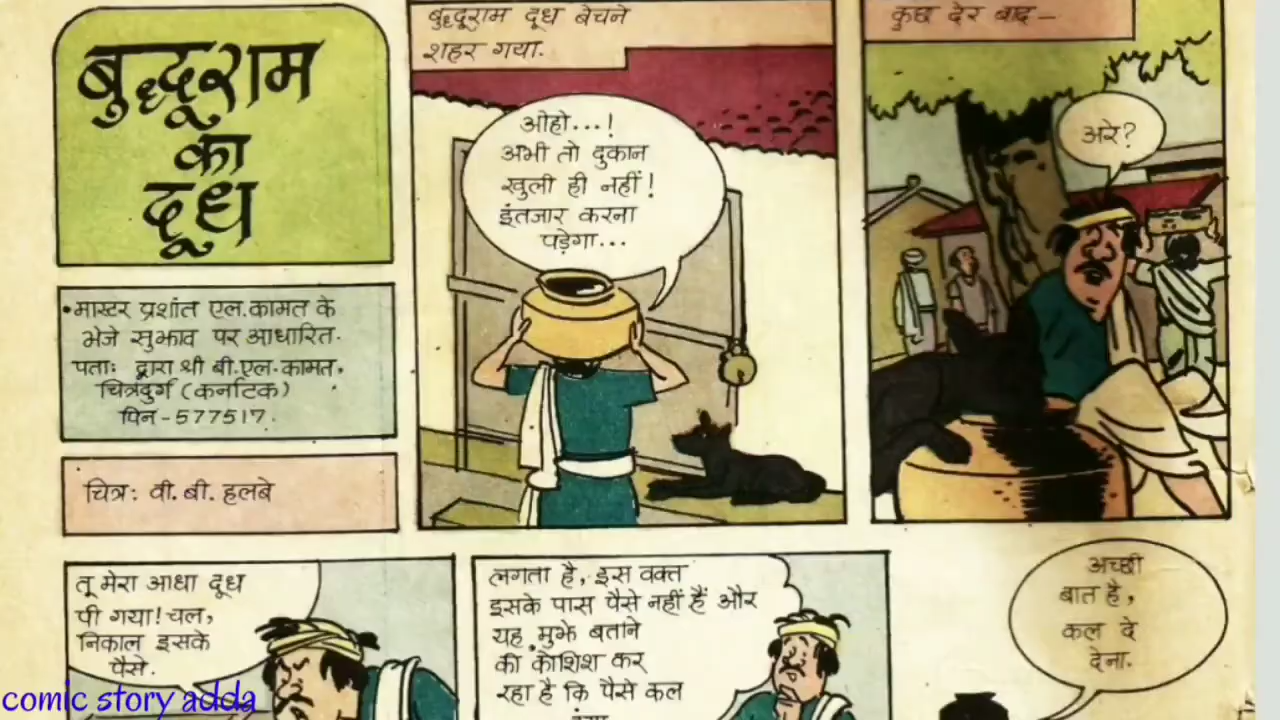 बुद्धूराम
का
दूध
•मास्टर प्रशांत एल.कामत के
भेजे सुझाव पर आधारित.
पताः द्वारा श्री बी.एल.कामत,
चित्रदुर्ग (कर्नाटक)
पिन-577517.
चित्रः वी. बी. हलबे
बुद्धूराम दूध बेचने
शहर गया.
ओहो...!
अभी तो दुकान
खुली ही नहीं!
इंतजार करना
पड़ेगा...
कुछ देर बाद—
अरे?
तू मेरा आधा दूध
पी गया! चल,
निकाल इसके
पैसे.
लगता है, इस वक्त
इसके पास पैसे नहीं हैं और
यह मुझे बताने
की कोशिश कर
रहा है कि पैसे कल
अच्छी
बात है,
कल दे
देना.
comic story adda